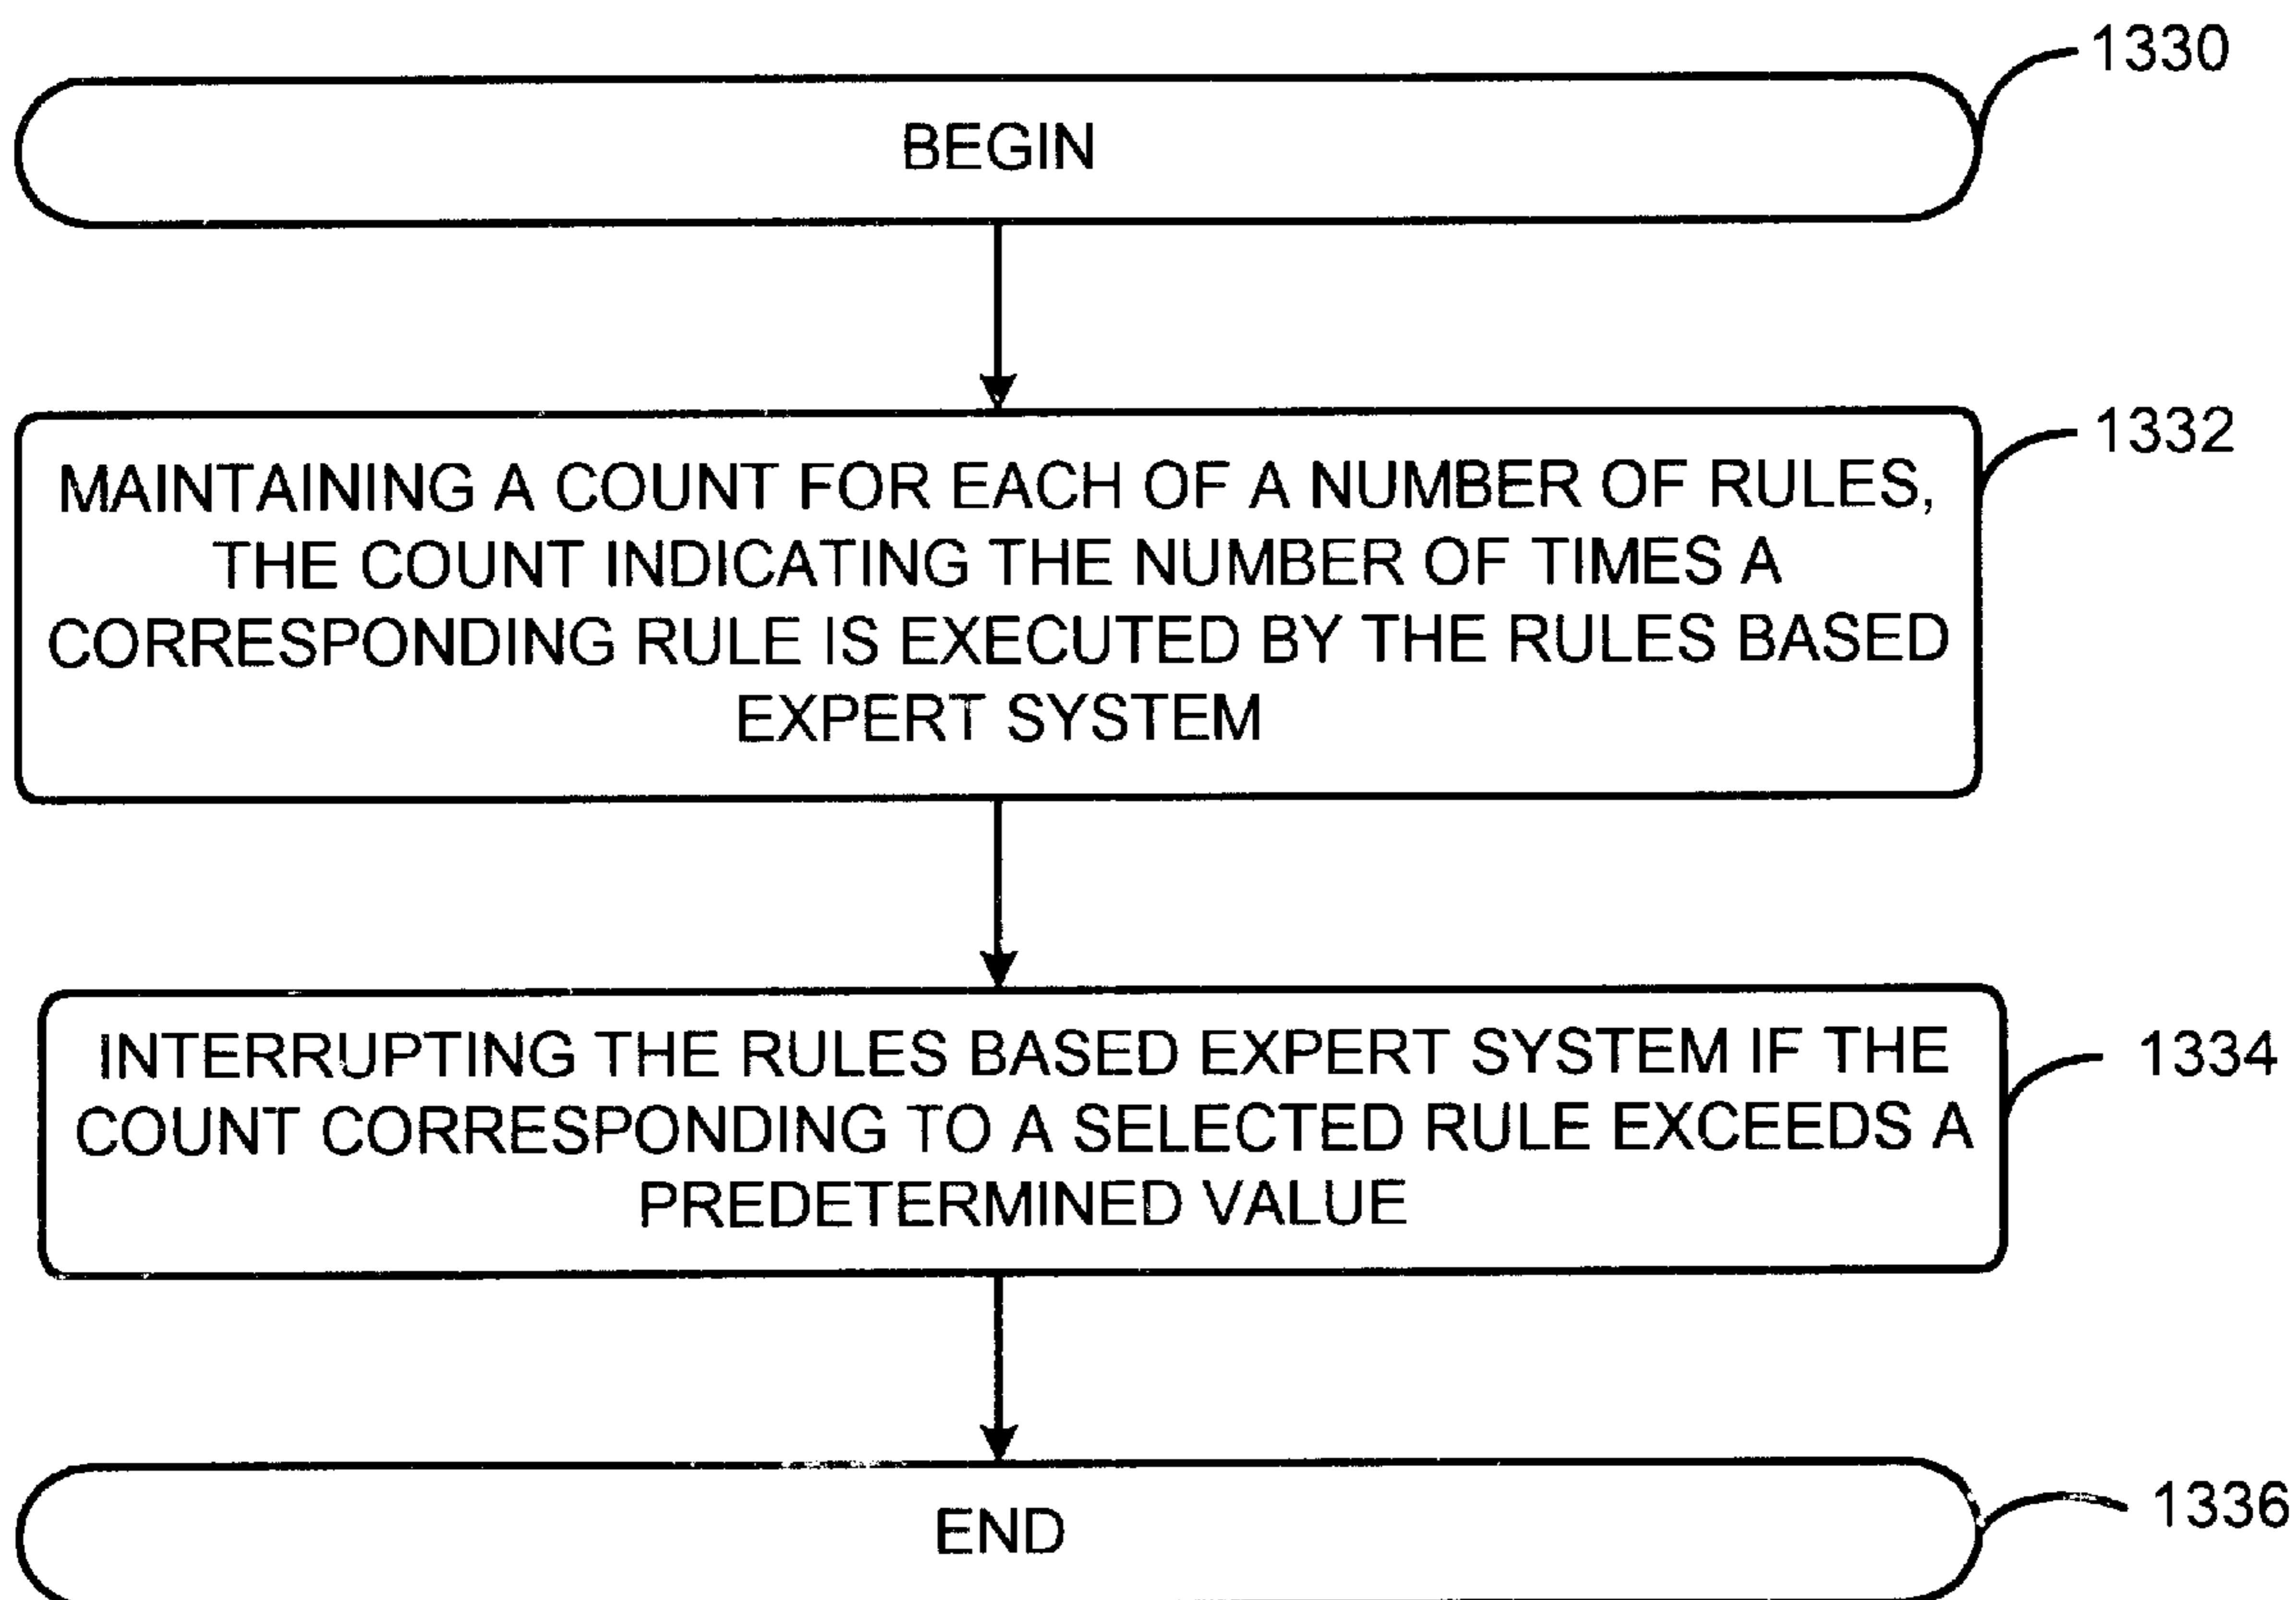 1330
BEGIN
1332
MAINTAINING A COUNT FOR EACH OF A NUMBER OF RULES,
THE COUNT INDICATING THE NUMBER OF TIMES A
CORRESPONDING RULE IS EXECUTED BY THE RULES BASED
EXPERT SYSTEM
1334
INTERRUPTING THE RULES BASED EXPERT SYSTEM IF THE
COUNT CORRESPONDING TO A SELECTED RULE EXCEEDS A
PREDETERMINED VALUE
1336
END